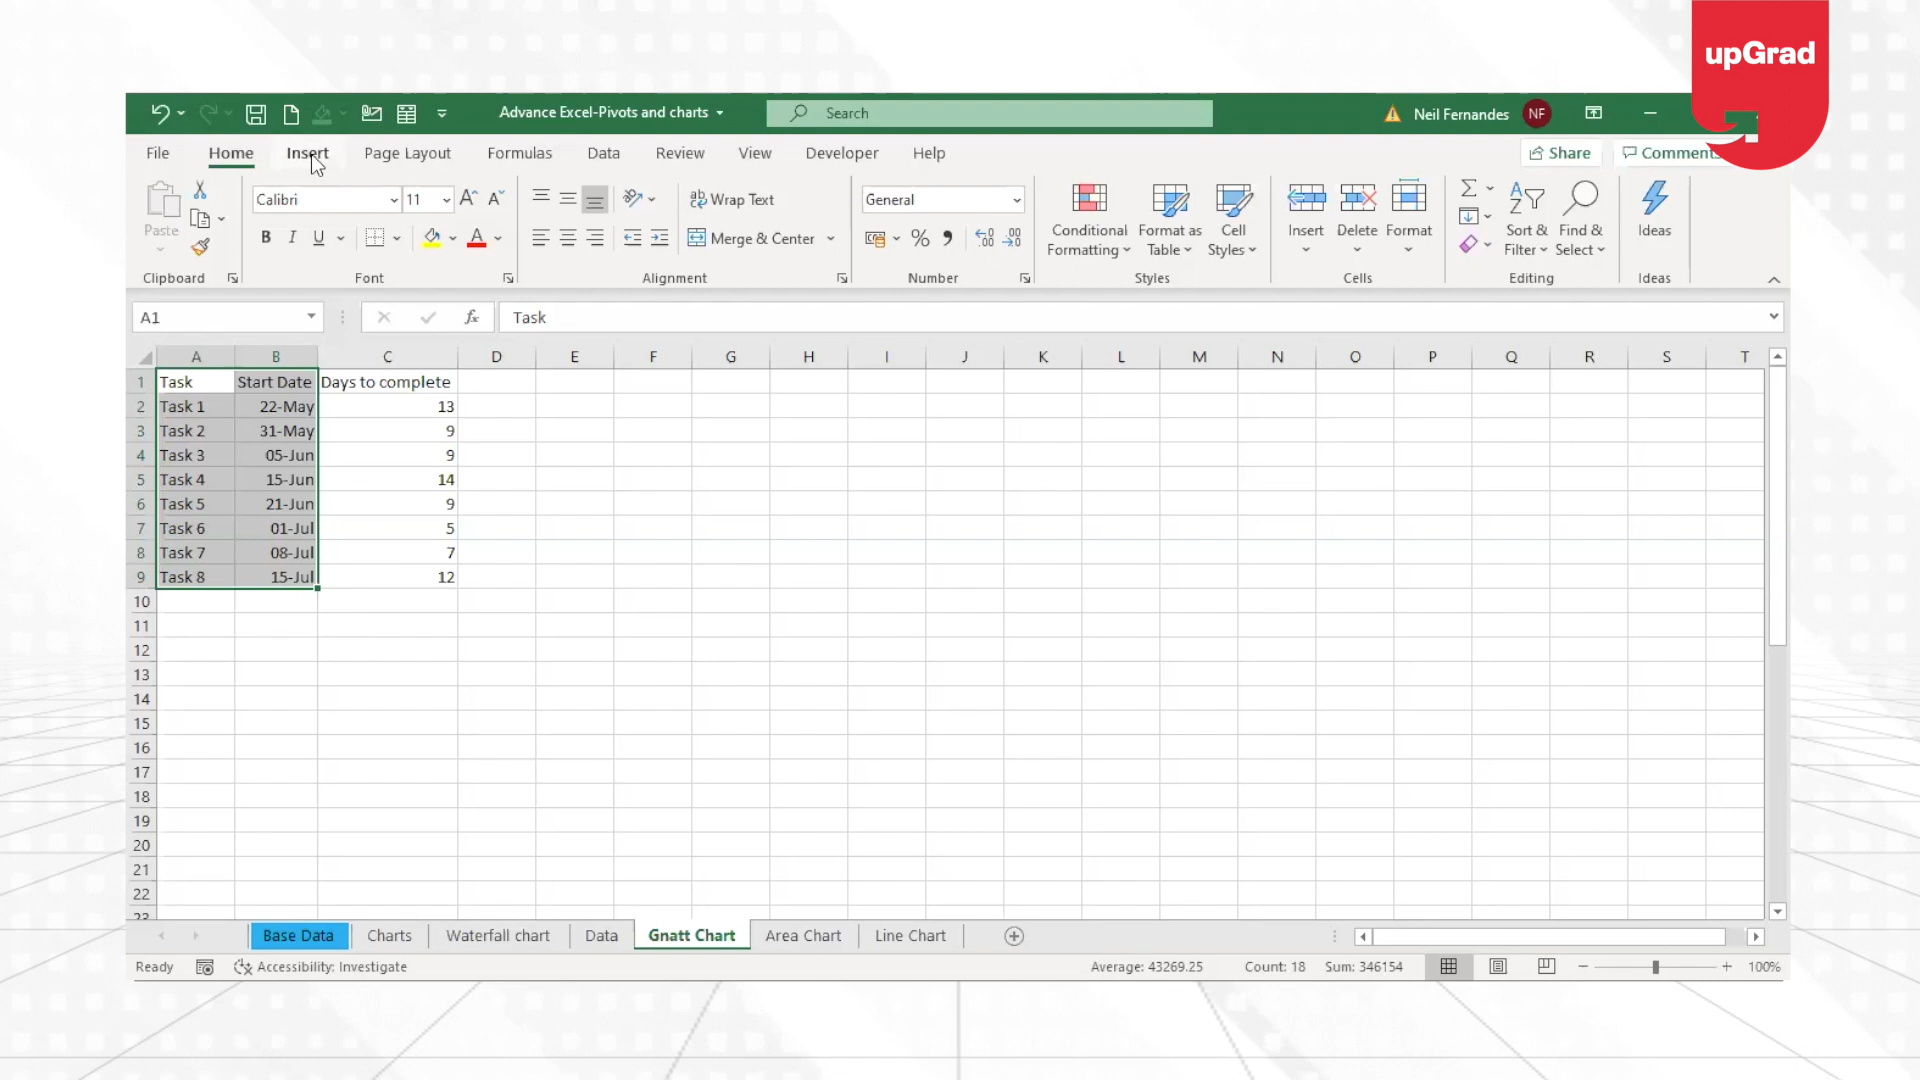 upGrad
Advance Excel-Pivots and charts
Search
Neil Fernandes
NF
File Home Insert Page Layout Formulas Data Review View Developer Help
Share
Comment
Paste
Clipboard
Calibri
11
B I U
A
Font
ab Wrap Text
Merge & Center
Alignment
General
%
Number
Conditional Formatting
Format as Table
Cell Styles
Styles
Insert Delete Format
Cells
Sort & Filter
Find & Select
Editing
Ideas
Ideas
A1
fx
Task
A B C D E F G H I J K L M N O P Q R S T
1 Task Start Date Days to complete
2 Task 1 22-May 13
3 Task 2 31-May 9
4 Task 3 05-Jun 9
5 Task 4 15-Jun 14
6 Task 5 21-Jun 9
7 Task 6 01-Jul 5
8 Task 7 08-Jul 7
9 Task 8 15-Jul 12
10
11
12
13
14
15
16
17
18
19
20
21
22
23
Base Data Charts Waterfall chart Data Gnatt Chart Area Chart Line Chart
Ready Accessibility: Investigate Average: 43269.25 Count: 18 Sum: 346154 100%